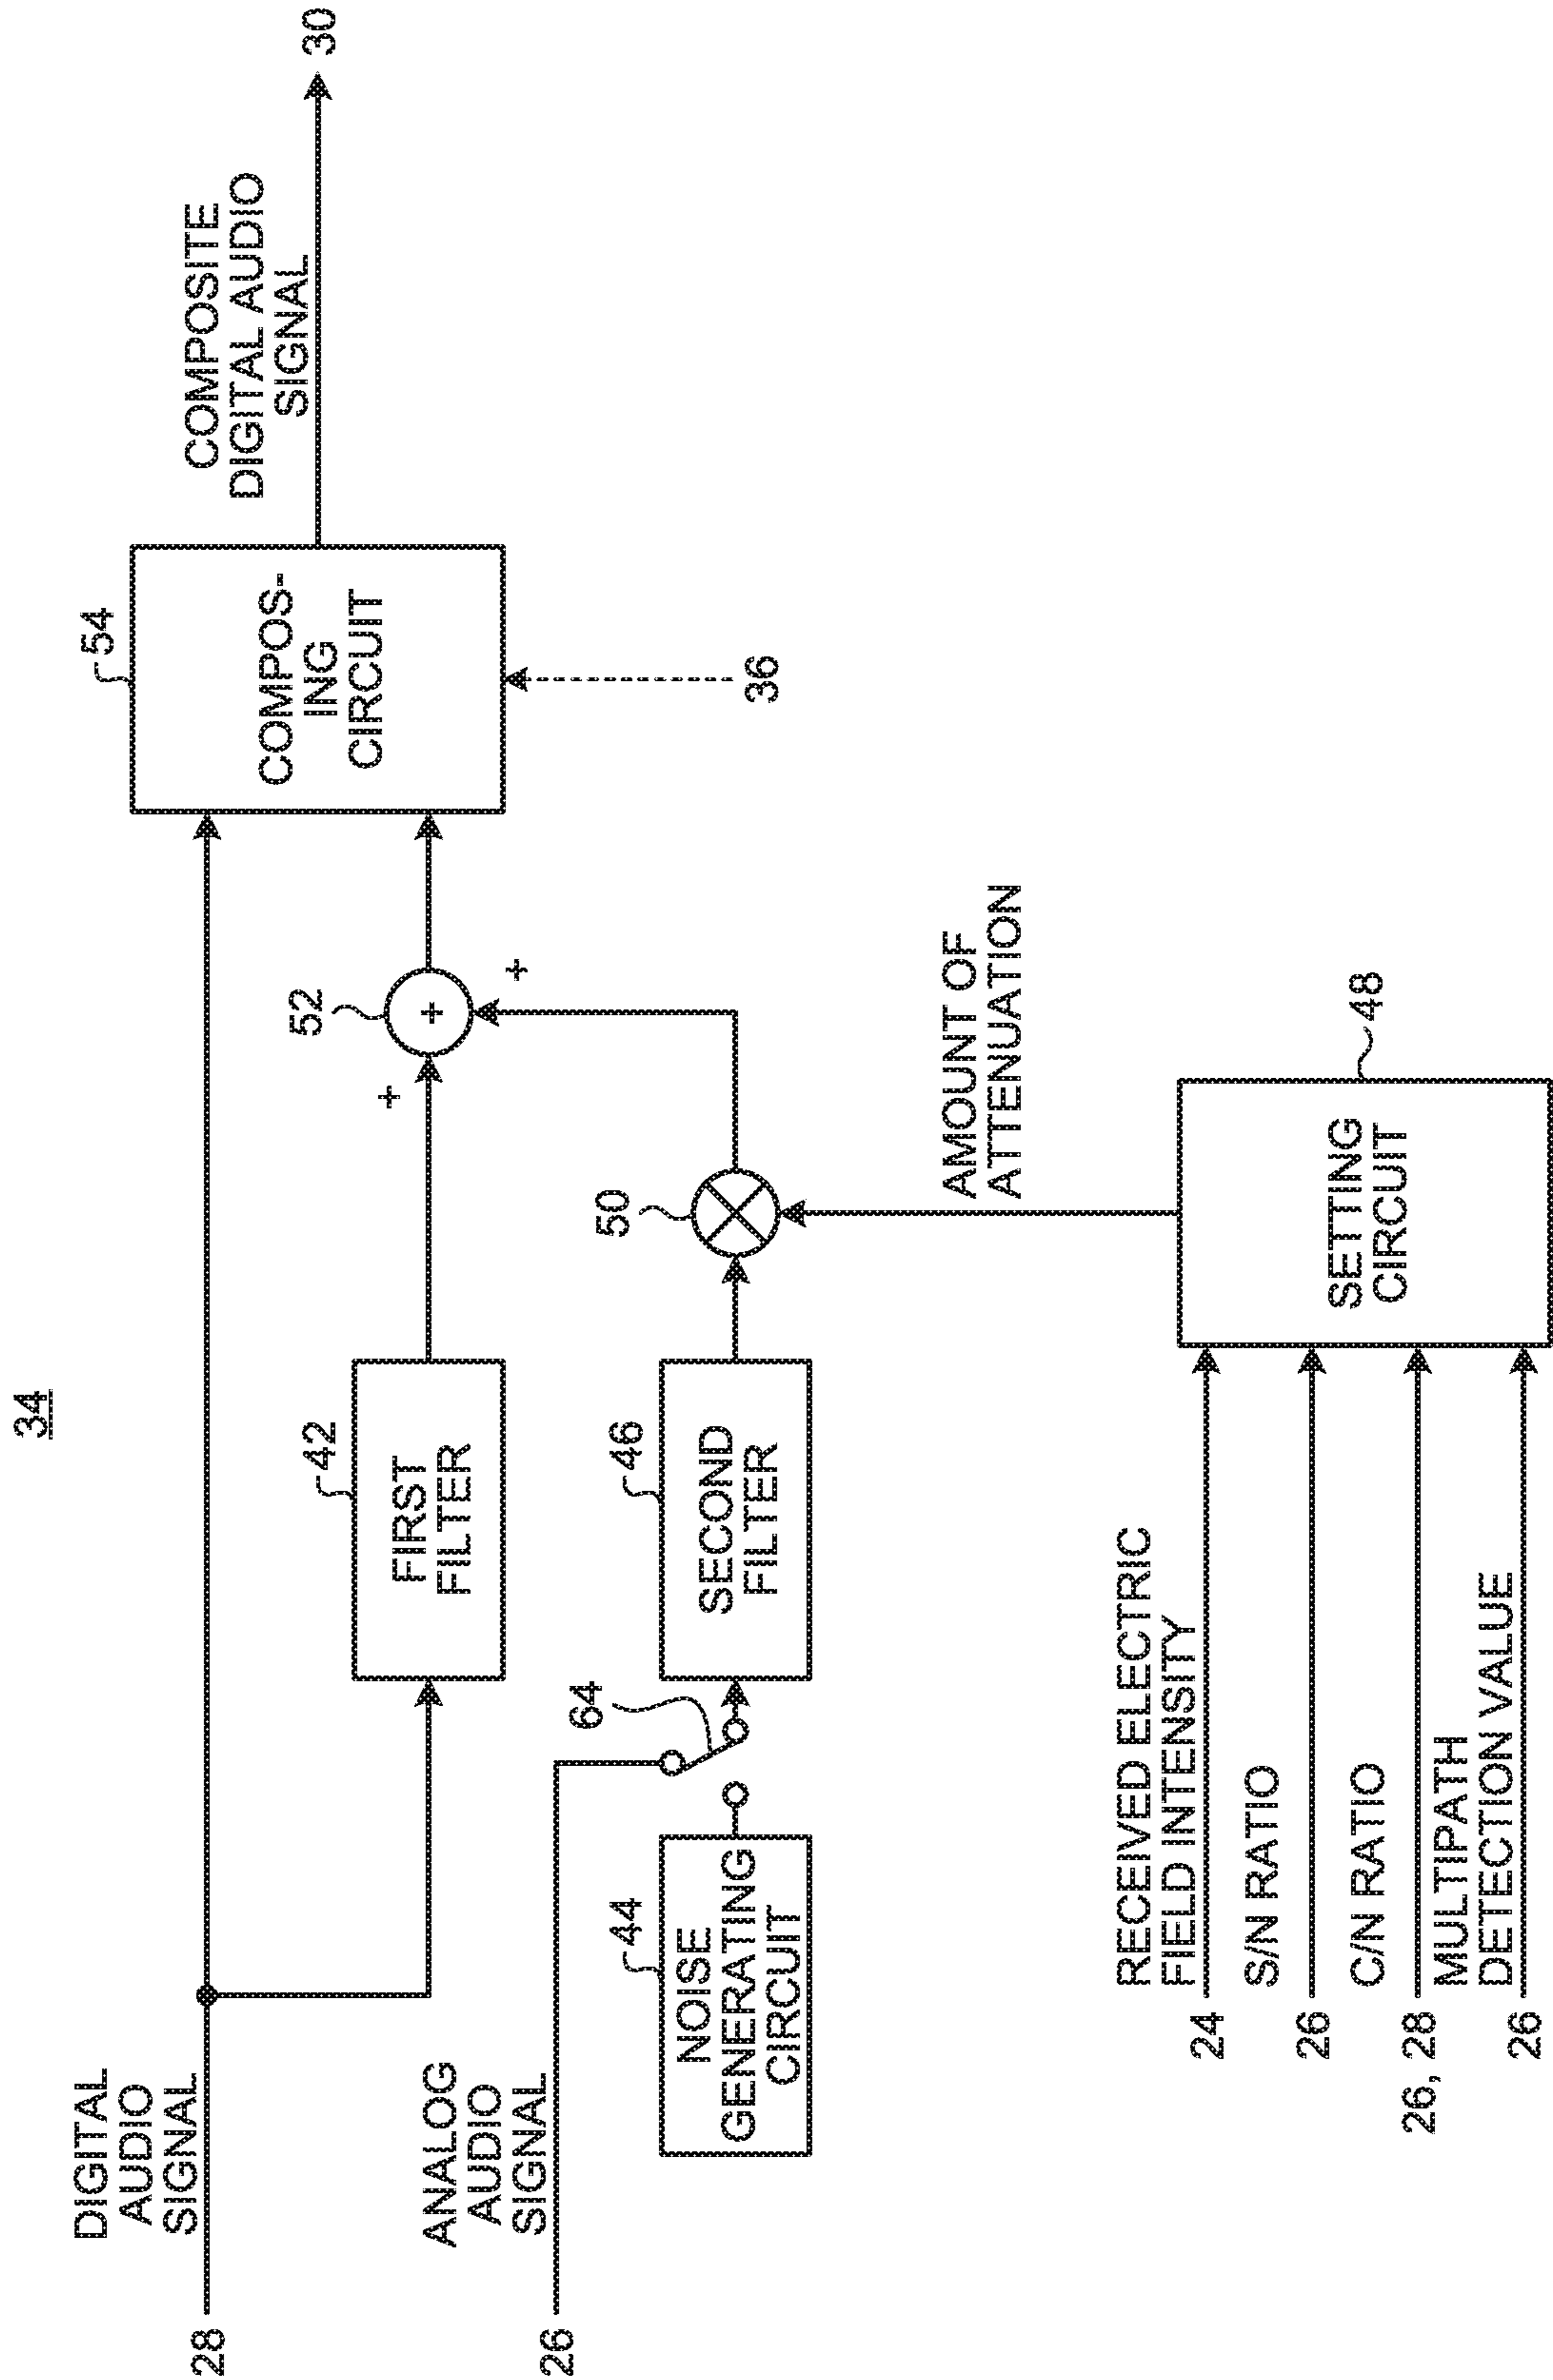 34
DIGITAL
AUDIO
SIGNAL
28
COMPOSITE
DIGITAL AUDIO
SIGNAL
30
54
COMPOS-
ING
CIRCUIT
36
42
FIRST
FILTER
52
+
+
+
ANALOG
AUDIO
SIGNAL
26
64
44
NOISE
GENERATING
CIRCUIT
46
SECOND
FILTER
50
AMOUNT OF
ATTENUATION
48
SETTING
CIRCUIT
RECEIVED ELECTRIC
FIELD INTENSITY
24
S/N RATIO
26
C/N RATIO
26, 28
MULTIPATH
DETECTION VALUE
26